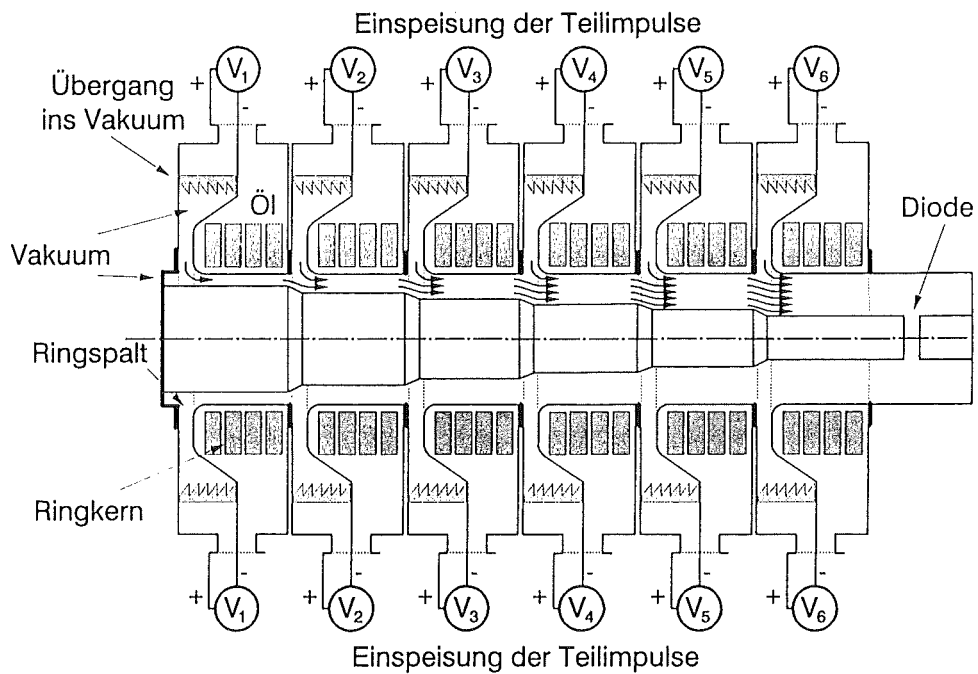 Einspeisung der Teilimpulse
V1 V2 V3 V4 V5 V6
+ - + - + - + - + - + -
Übergang
ins Vakuum
Öl
Diode
Vakuum
Ringspalt
Ringkern
- - - - - -
+ + + + + +
V1 V2 V3 V4 V5 V6
Einspeisung der Teilimpulse